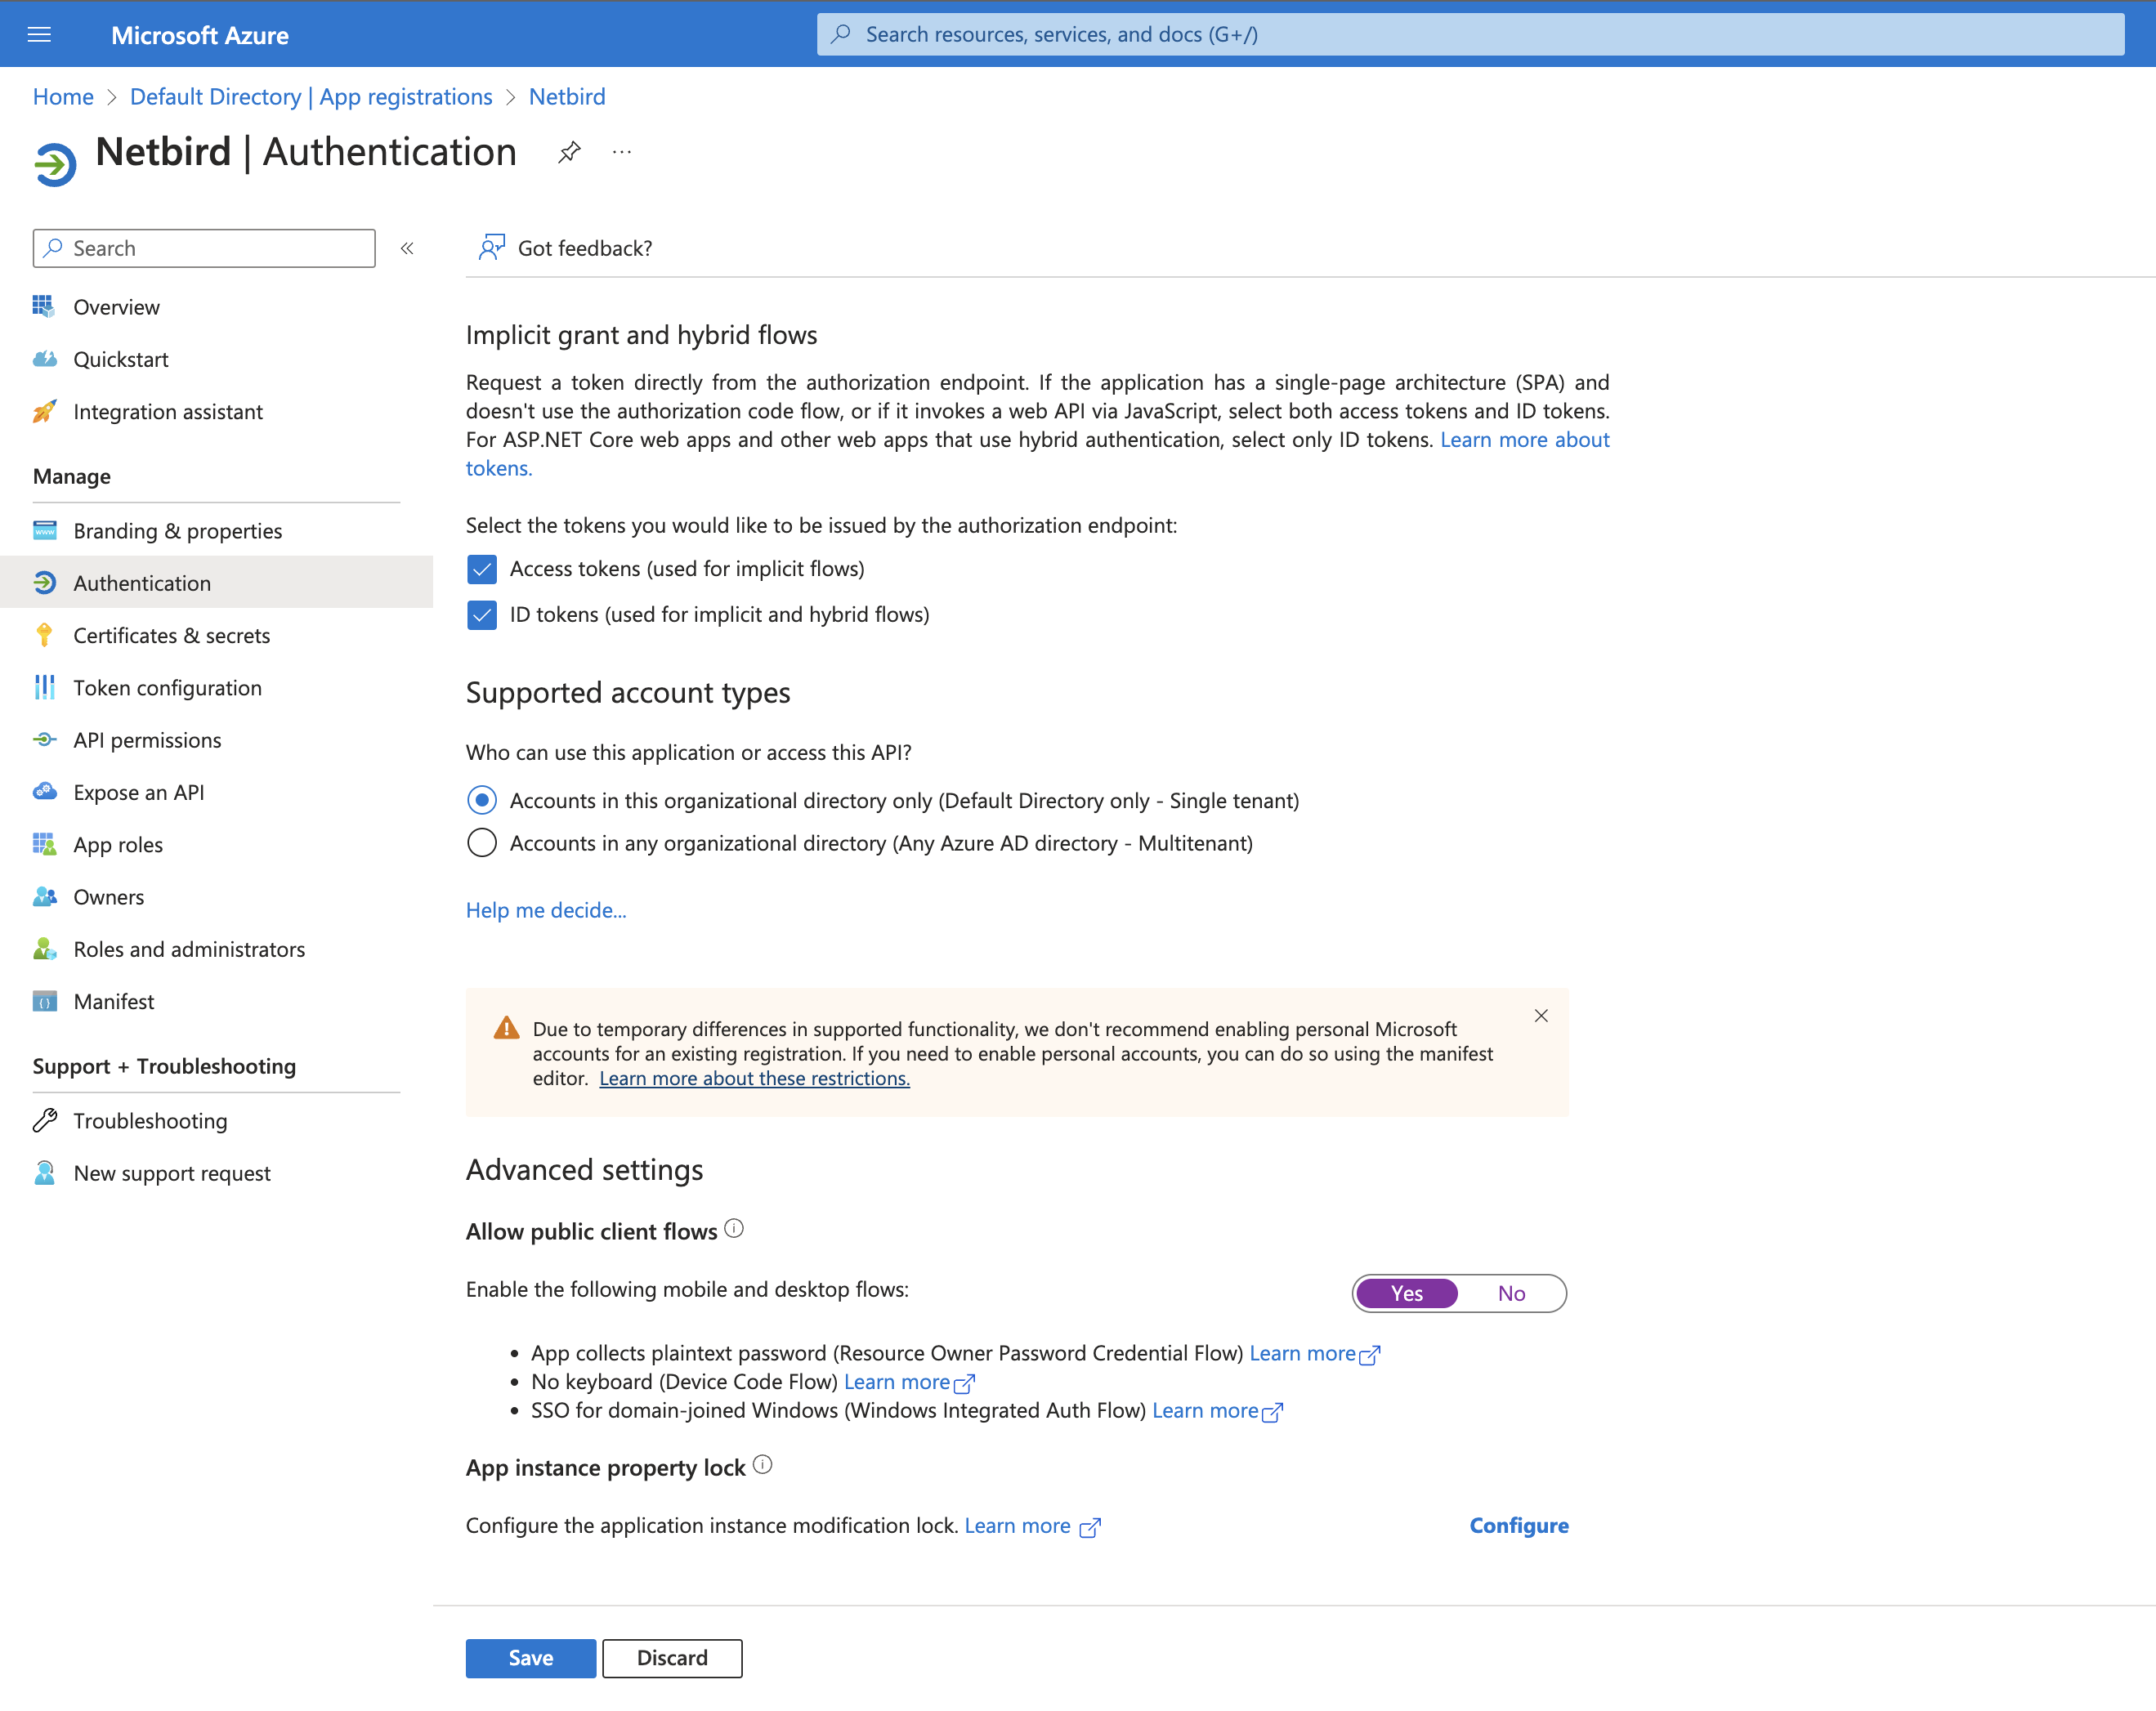 Microsoft Azure
Search resources, services, and docs (G+/)
Home > Default Directory | App registrations > Netbird
Netbird | Authentication
Search
«
Got feedback?
Overview
Quickstart
Integration assistant
Manage
Branding & properties
Authentication
Certificates & secrets
Token configuration
API permissions
Expose an API
App roles
Owners
Roles and administrators
Manifest
Support + Troubleshooting
Troubleshooting
New support request
Implicit grant and hybrid flows
Request a token directly from the authorization endpoint. If the application has a single-page architecture (SPA) and
doesn't use the authorization code flow, or if it invokes a web API via JavaScript, select both access tokens and ID tokens.
For ASP.NET Core web apps and other web apps that use hybrid authentication, select only ID tokens. Learn more about
tokens.
Select the tokens you would like to be issued by the authorization endpoint:
Access tokens (used for implicit flows)
ID tokens (used for implicit and hybrid flows)
Supported account types
Who can use this application or access this API?
Accounts in this organizational directory only (Default Directory only - Single tenant)
Accounts in any organizational directory (Any Azure AD directory - Multitenant)
Help me decide...
Due to temporary differences in supported functionality, we don't recommend enabling personal Microsoft
accounts for an existing registration. If you need to enable personal accounts, you can do so using the manifest
editor. Learn more about these restrictions.
Advanced settings
Allow public client flows
Enable the following mobile and desktop flows:
Yes No
• App collects plaintext password (Resource Owner Password Credential Flow) Learn more
• No keyboard (Device Code Flow) Learn more
• SSO for domain-joined Windows (Windows Integrated Auth Flow) Learn more
App instance property lock
Configure the application instance modification lock. Learn more
Configure
Save Discard